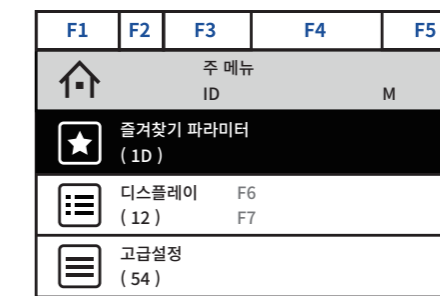 F1 F2 F3 F4 F5
주 메뉴
ID M
즐겨찾기 파라미터
( 1D )
디스플레이 F6
( 12 ) F7
고급설정
( 54 )